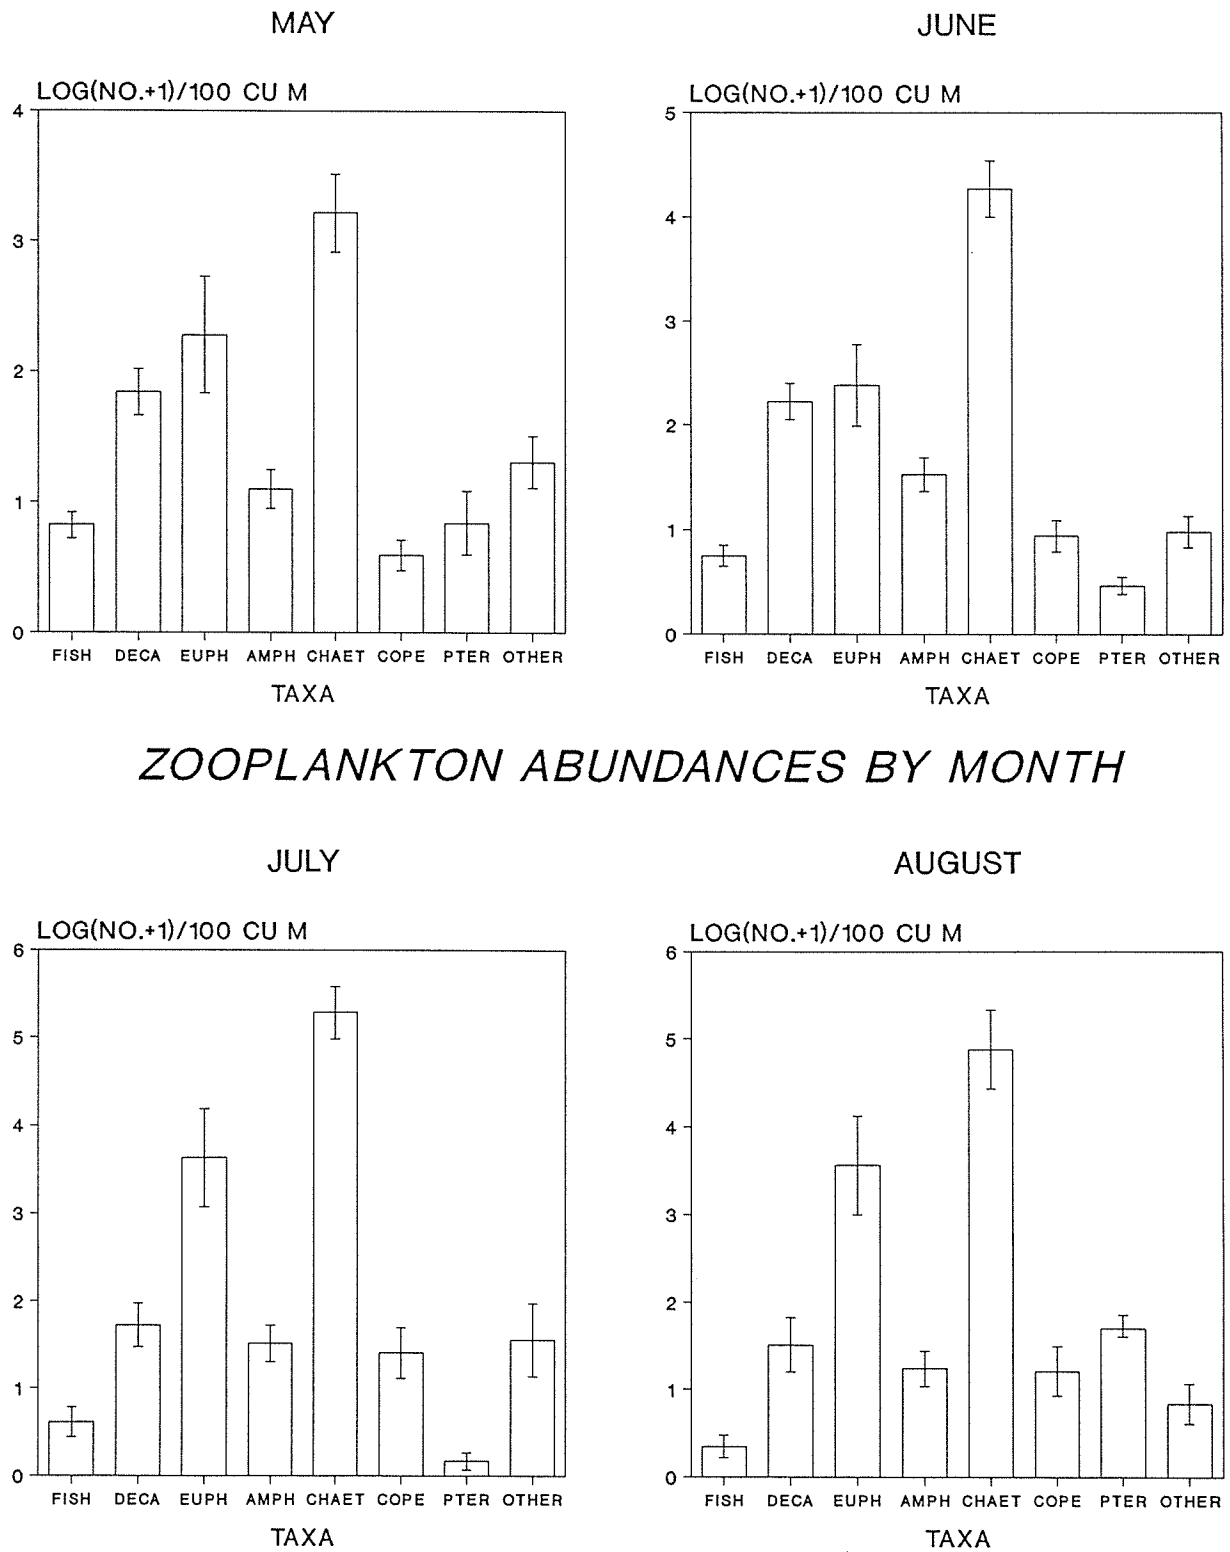 MAY
LOG(NO.+1)/100 CU M
4
3
2
1
0
FISH DECA EUPH AMPH CHAET COPE PTER OTHER
TAXA
JUNE
LOG(NO.+1)/100 CU M
5
4
3
2
1
0
FISH DECA EUPH AMPH CHAET COPE PTER OTHER
TAXA
ZOOPLANKTON ABUNDANCES BY MONTH
JULY
LOG(NO.+1)/100 CU M
6
5
4
3
2
1
0
FISH DECA EUPH AMPH CHAET COPE PTER OTHER
TAXA
AUGUST
LOG(NO.+1)/100 CU M
6
5
4
3
2
1
0
FISH DECA EUPH AMPH CHAET COPE PTER OTHER
TAXA